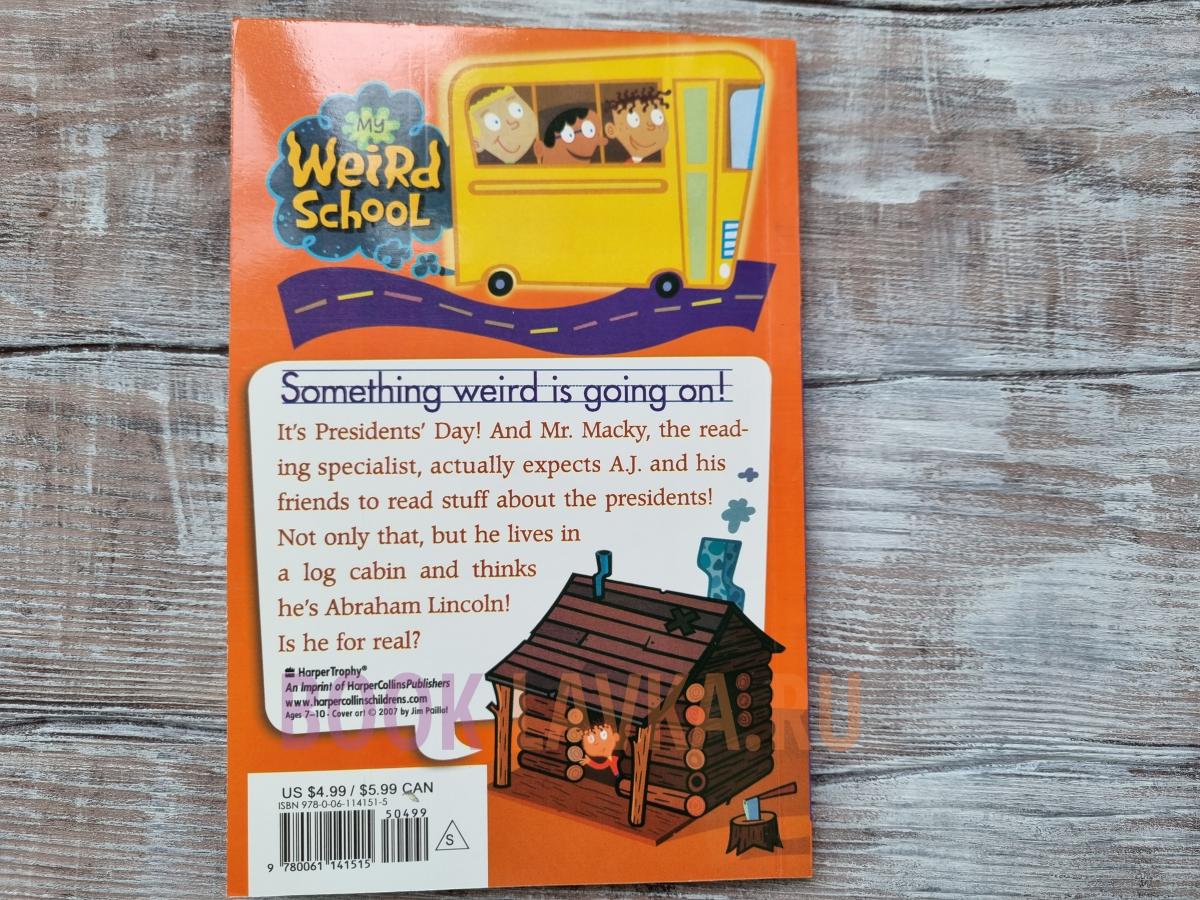 MY
WeiRd
SchooL
Something weird is going on!
It's Presidents' Day! And Mr. Macky, the read-
ing specialist, actually expects A.J. and his
friends to read stuff about the presidents!
Not only that, but he lives in
a log cabin and thinks
he's Abraham Lincoln!
Is he for real?
HarperTrophy®
An Imprint of HarperCollinsPublishers
www.harpercollinschildrens.com
Ages 7–10 • Cover art © 2007 by Jim Paillot
BOOK-LAVKA.RU
US $4.99 / $5.99 CAN
ISBN 978-0-06-114151-5
50499
9 780061 141515
S